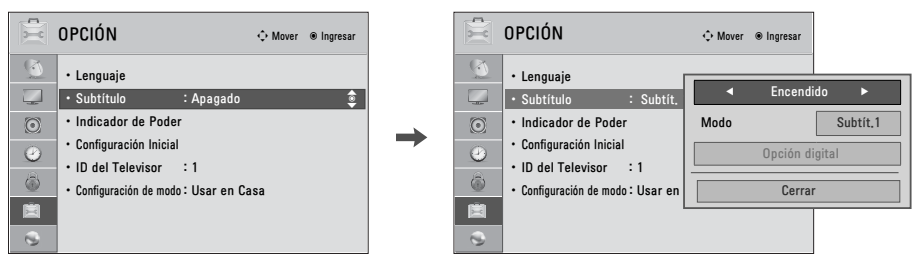 OPCIÓN
Mover
Ingresar
• Lenguaje
• Subtítulo : Apagado
• Indicador de Poder
• Configuración Inicial
• ID del Televisor : 1
• Configuración de modo : Usar en Casa
OPCIÓN
Mover
Ingresar
• Lenguaje
• Subtítulo : Subtít.
• Indicador de Poder
• Configuración Inicial
• ID del Televisor : 1
• Configuración de modo : Usar en
Encendido
Modo Subtít.1
Opción digital
Cerrar